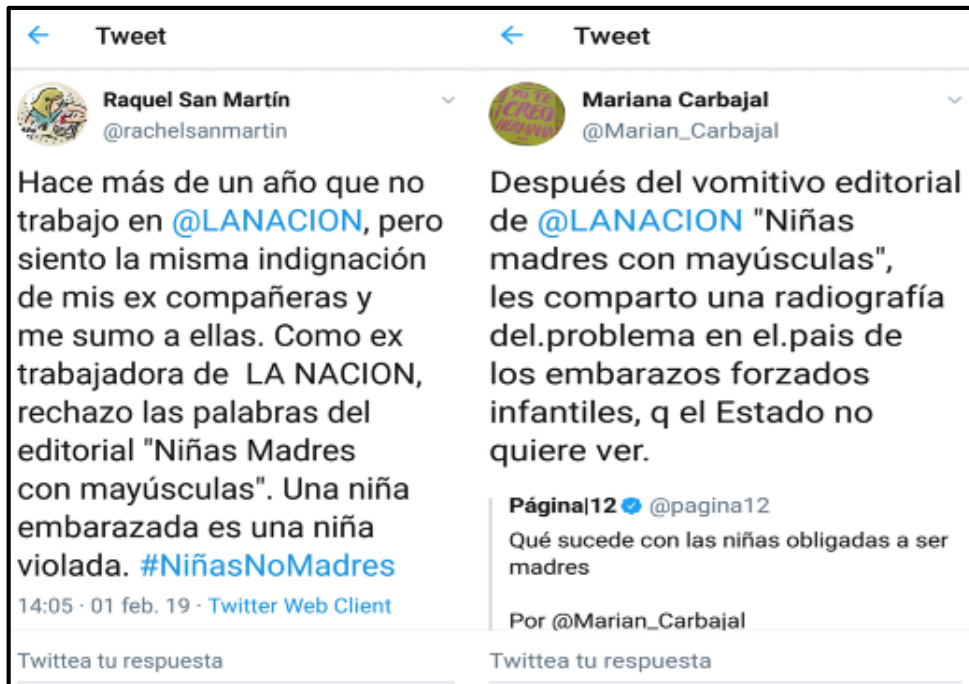 Tweet
Raquel San Martín
@rachelsanmartin
Hace más de un año que no
trabajo en @LANACION, pero
siento la misma indignación
de mis ex compañeras y
me sumo a ellas. Como ex
trabajadora de LA NACION,
rechazo las palabras del
editorial "Niñas Madres
con mayúsculas". Una niña
embarazada es una niña
violada. #NiñasNoMadres
14:05 · 01 feb. 19 · Twitter Web Client
Twittea tu respuesta
Tweet
YO TE
CREO
HERMANA
Mariana Carbajal
@Marian_Carbajal
Después del vomitivo editorial
de @LANACION "Niñas
madres con mayúsculas",
les comparto una radiografía
del.problema en el.pais de
los embarazos forzados
infantiles, q el Estado no
quiere ver.
Página|12 @pagina12
Qué sucede con las niñas obligadas a ser
madres
Por @Marian_Carbajal
Twittea tu respuesta